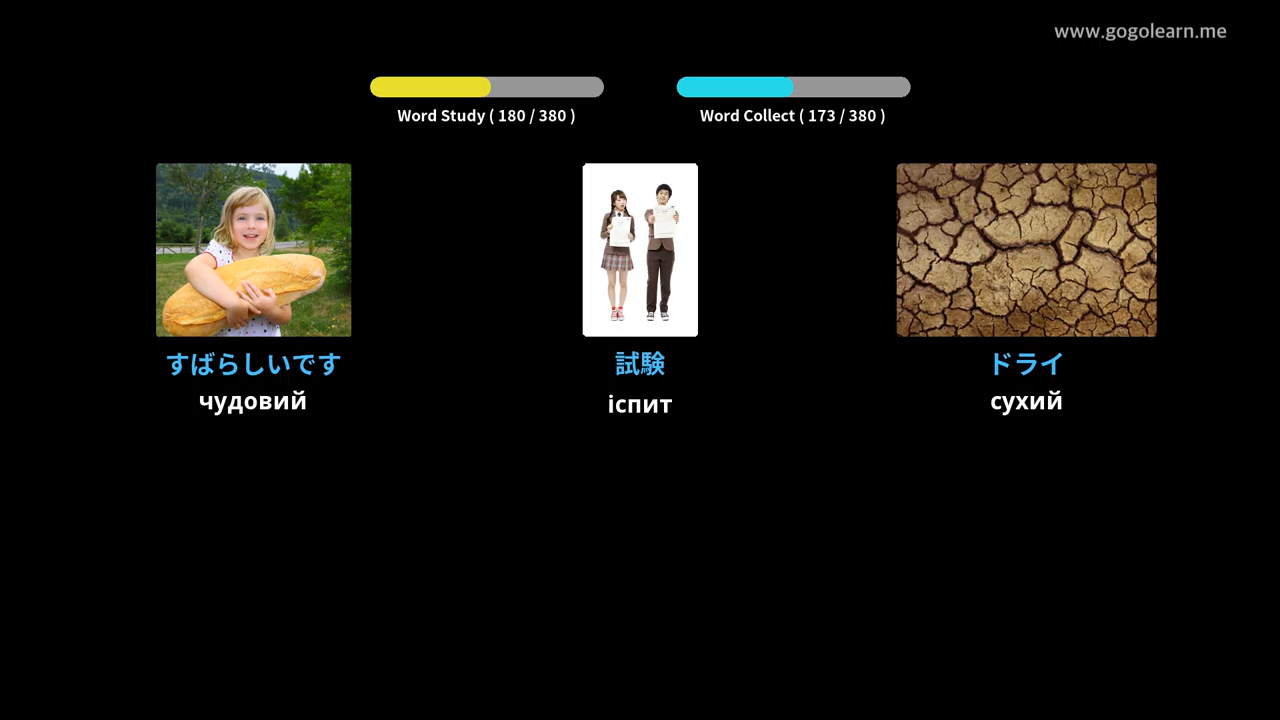 www.gogolearn.me
Word Study ( 180 / 380 )
Word Collect ( 173 / 380 )
すばらしいです
試験
ドライ
чудовий
іспит
сухий